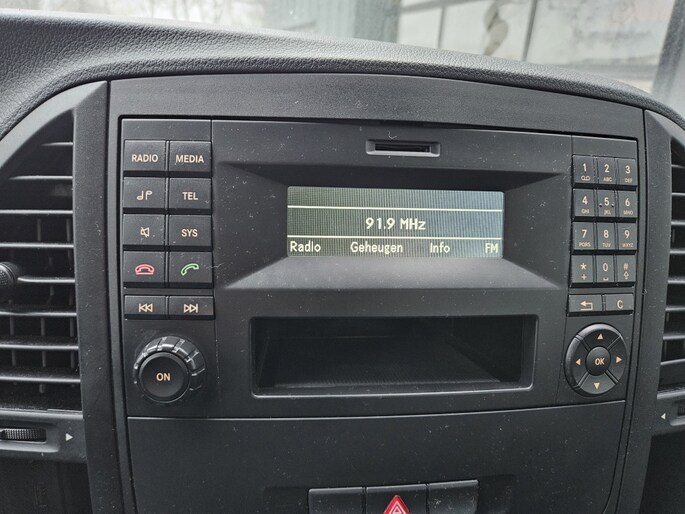 RADIO MEDIA
TEL
SYS
ON
91.9 MHz
Radio Geheugen Info FM
1 2 ABC 3 DEF
4 GHI 5 JKL 6 MNO
7 PQRS 8 TUV 9 WXYZ
* + 0 #
C
OK